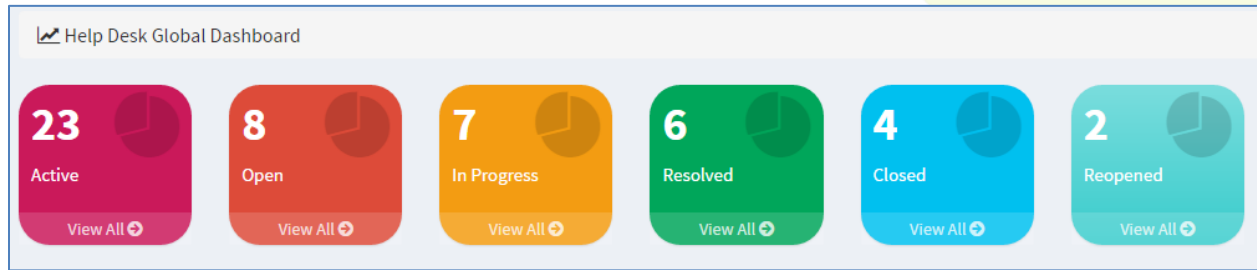 Help Desk Global Dashboard
23
Active
View All
8
Open
View All
7
In Progress
View All
6
Resolved
View All
4
Closed
View All
2
Reopened
View All